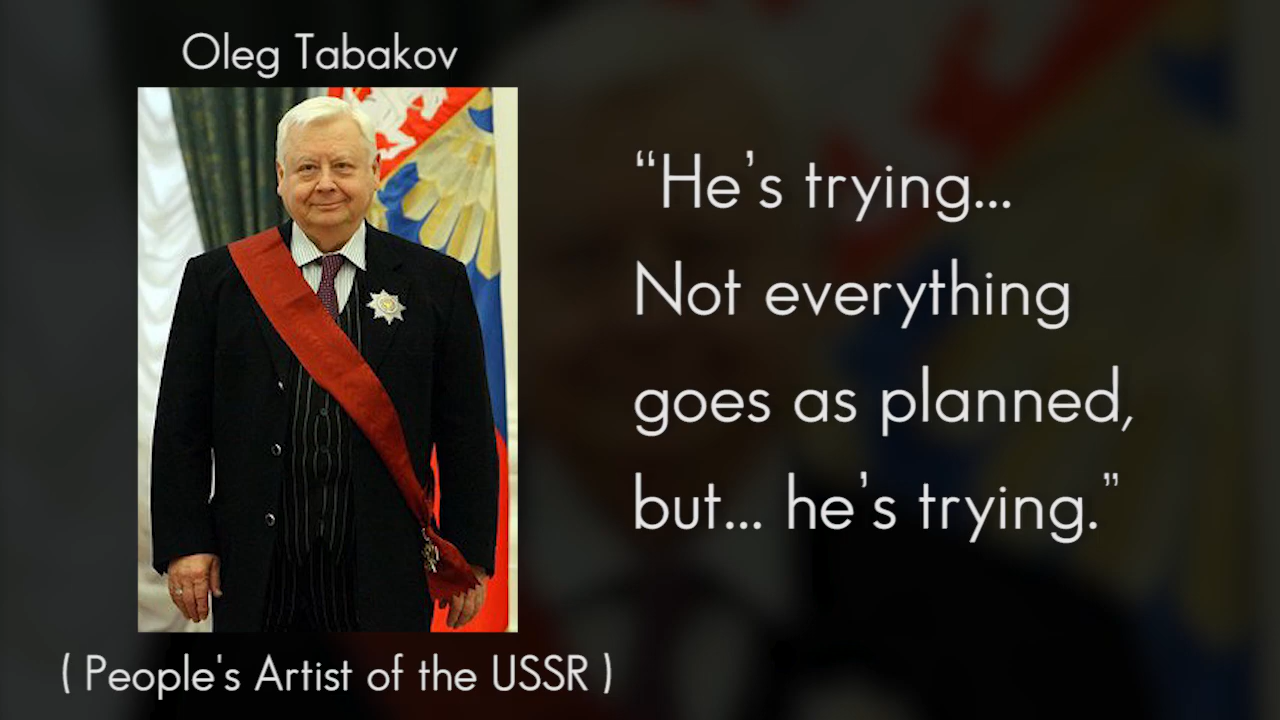 Oleg Tabakov
“He’s trying...
Not everything
goes as planned,
but... he’s trying.”
( People's Artist of the USSR )